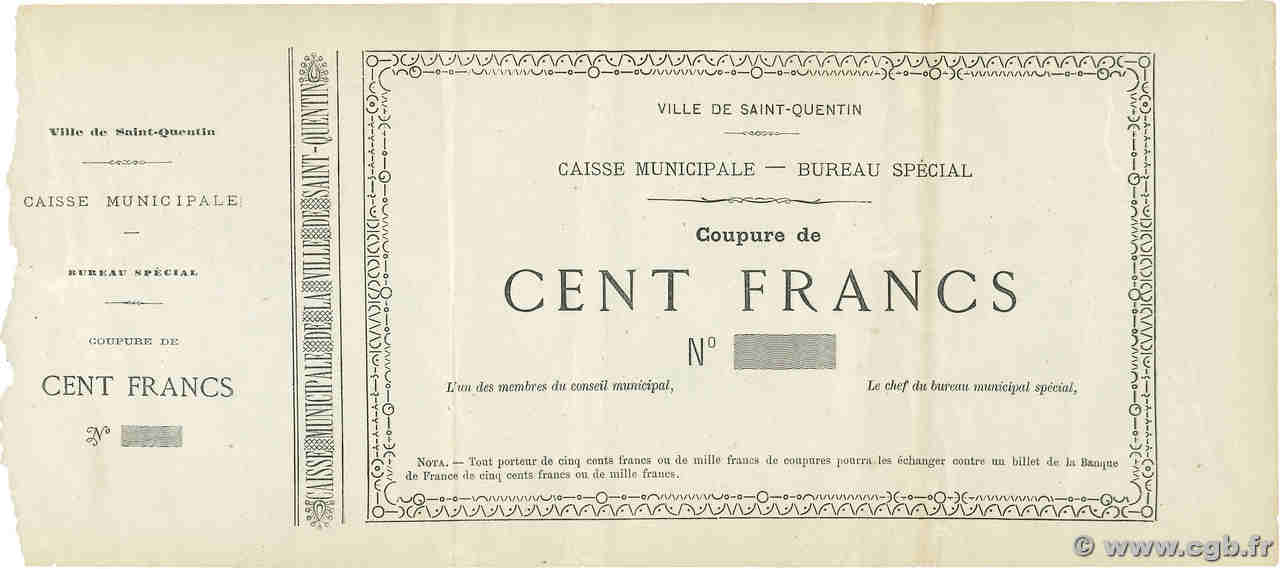 Ville de Saint-Quentin
CAISSE MUNICIPALE
BUREAU SPÉCIAL
COUPURE DE
CENT FRANCS
No
CAISSE MUNICIPALE DE LA VILLE DE SAINT-QUENTIN
VILLE DE SAINT-QUENTIN
CAISSE MUNICIPALE — BUREAU SPÉCIAL
Coupure de
CENT FRANCS
No
L'un des membres du conseil municipal,
Le chef du bureau municipal spécial,
NOTA. — Tout porteur de cinq cents francs ou de mille francs de coupures pourra les échanger contre un billet de la Banque
de France de cinq cents francs ou de mille francs.
© www.cgb.fr